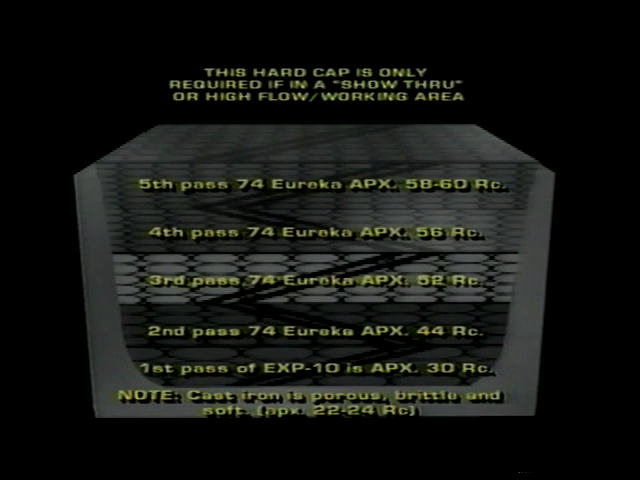 THIS HARD CAP IS ONLY
REQUIRED IF IN A "SHOW THRU"
OR HIGH FLOW/WORKING AREA
5th pass 74 Eureka APX. 58-60 Rc.
4th pass 74 Eureka APX. 56 Rc.
3rd pass 74 Eureka APX. 52 Rc.
2nd pass 74 Eureka APX. 44 Rc.
1st pass of EXP-10 is APX. 30 Rc.
NOTE: Cast iron is porous, brittle and
soft. (apx. 22-24 Rc)